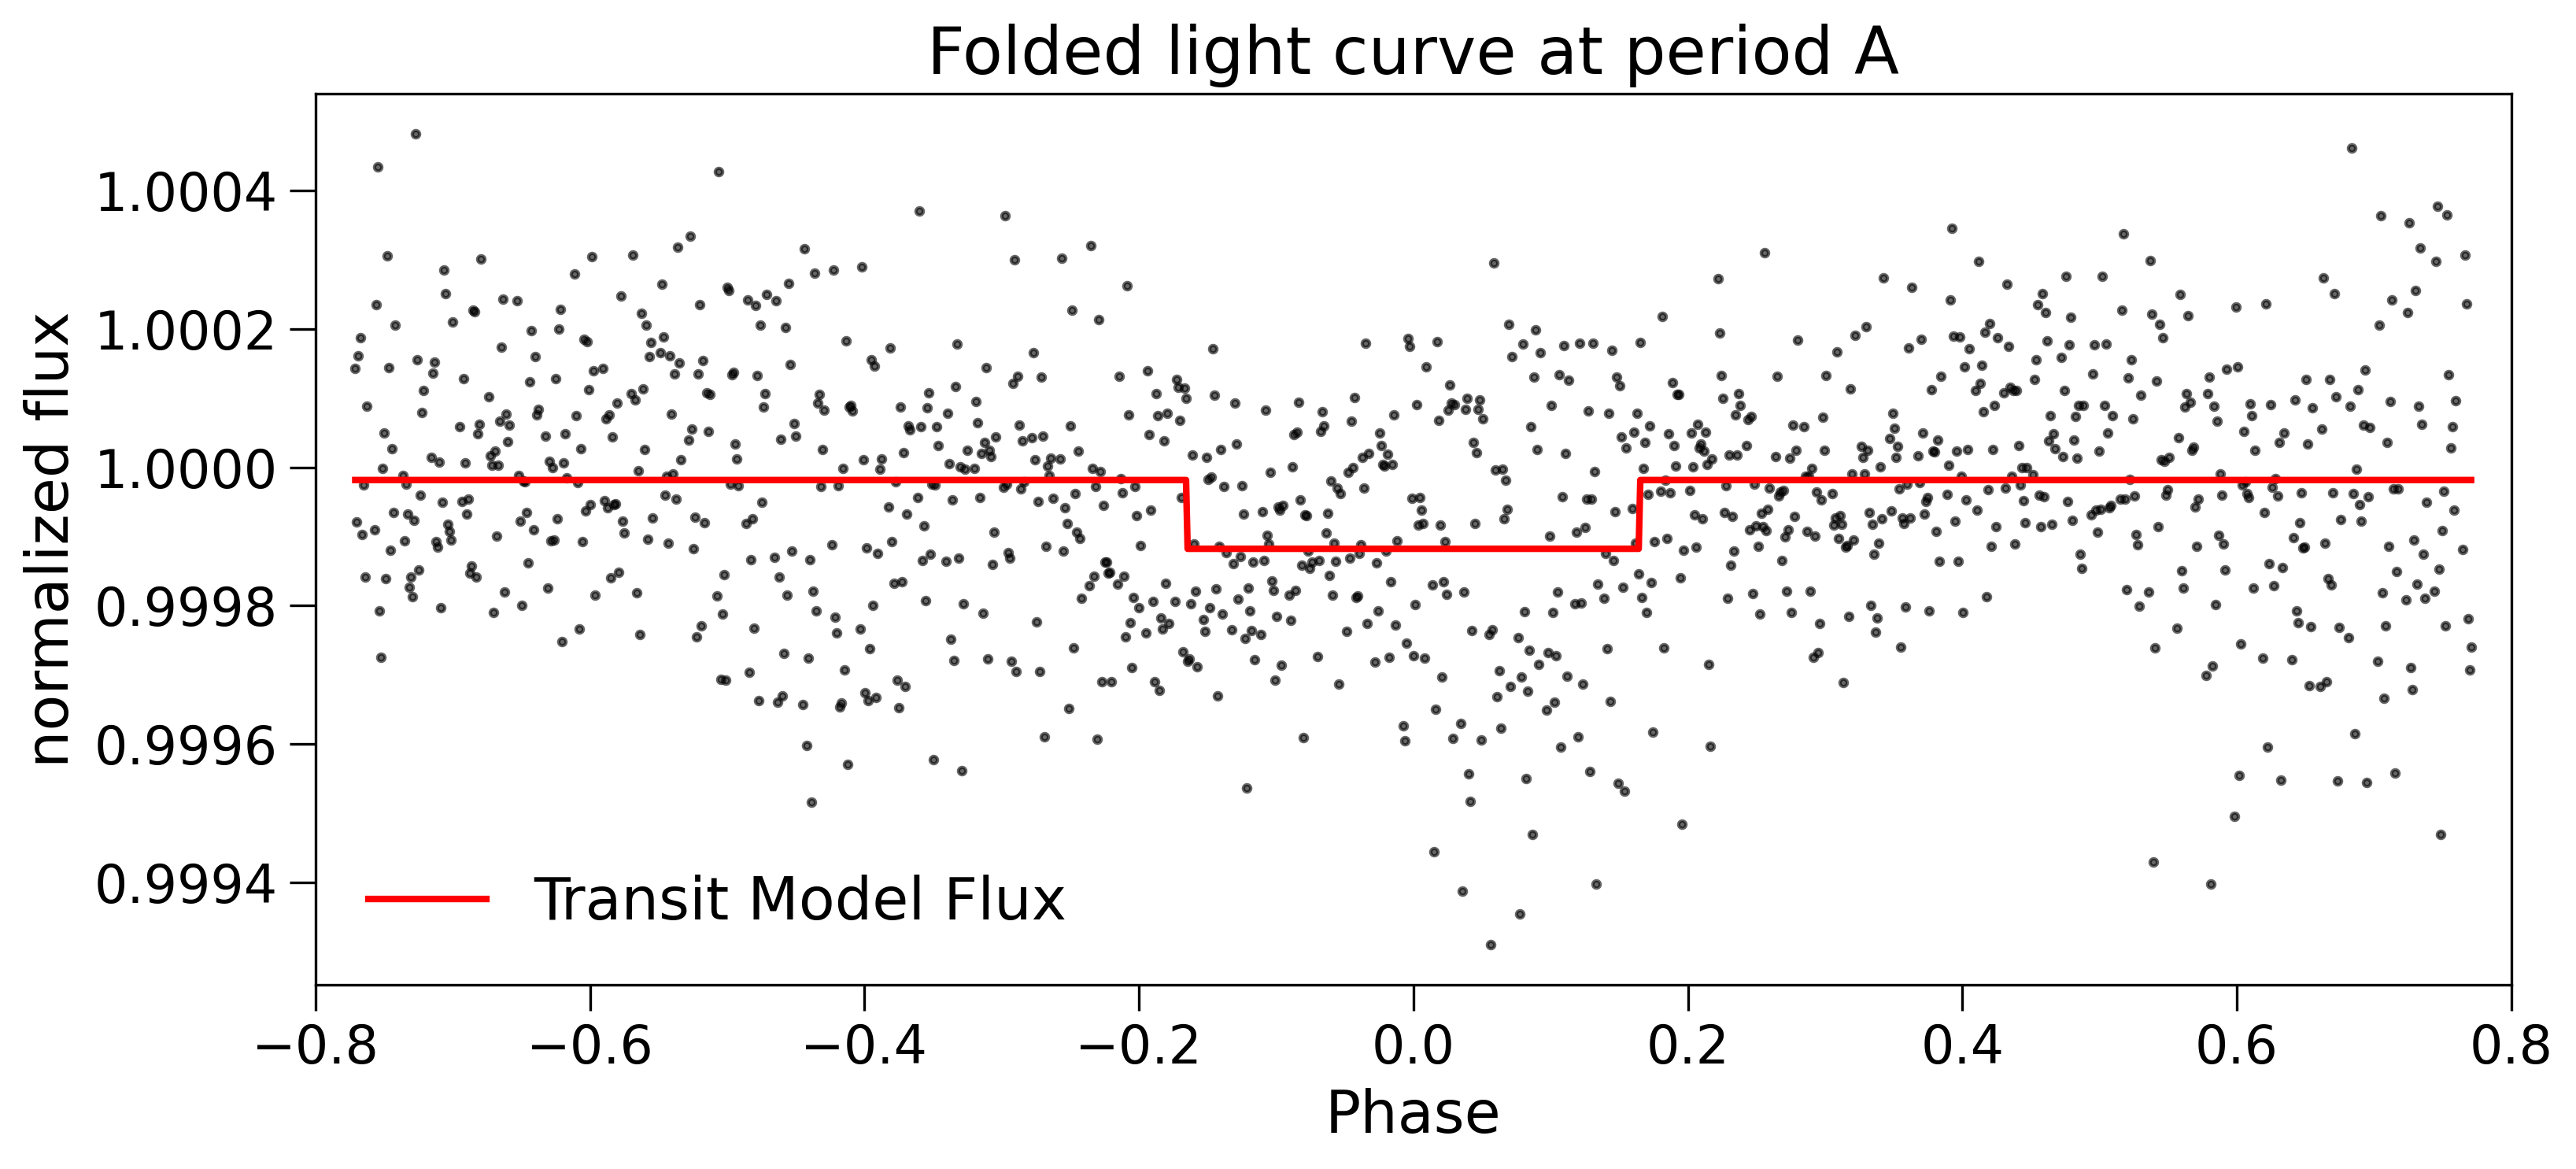 Folded light curve at period A
normalized flux
1.0004
1.0002
1.0000
0.9998
0.9996
0.9994
Transit Model Flux
−0.8 −0.6 −0.4 −0.2 0.0 0.2 0.4 0.6 0.8
Phase